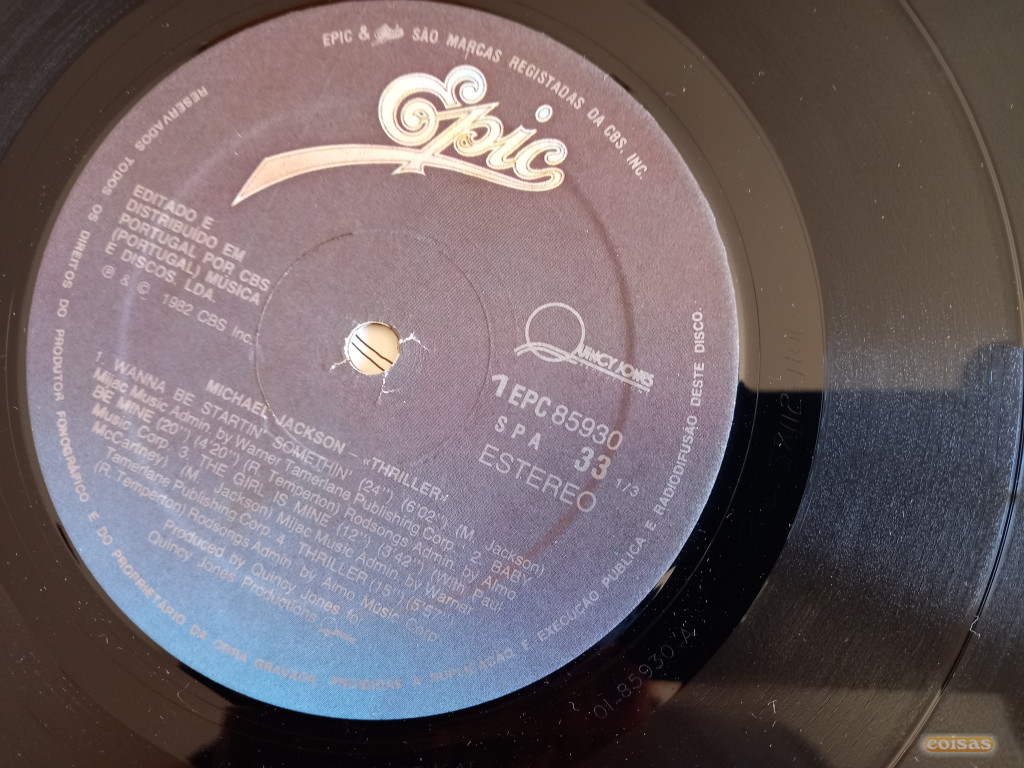 EPIC & SÃO MARCAS REGISTADAS DA CBS, INC.
Epic
RESERVADOS TODOS OS DIREITOS DO PRODUTOR FONOGRÁFICO E DO PROPRIETÁRIO DA OBRA GRAVADA. PROIBIDAS A DUPLICAÇÃO E EXECUÇÃO PÚBLICA E RADIODIFUSÃO DESTE DISCO.
EDITADO E
DISTRIBUIDO EM
PORTUGAL POR CBS
(PORTUGAL) MÚSICA
E DISCOS, LDA.
℗ & © 1982 CBS Inc.
QUINCY JONES
1 EPC 85930
S P A 33 1/3
ESTEREO
MICHAEL JACKSON – «THRILLER»
1. WANNA BE STARTIN' SOMETHIN' (24'') (6'02''), (M. Jackson)
Mijac Music Admin. by Warner Tamerlane Publishing Corp. 2. BABY
BE MINE (20'') (4'20'') (R. Temperton) Rodsongs Admin. by Almo
Music Corp. 3. THE GIRL IS MINE (12'') (3'42'') (With Paul
McCartney), (M. Jackson) Mijac Music Adm. by Warner
Tamerlane Publishing Corp. 4. THRILLER (15'') (5'57'')
(R. Temperton) Rodsongs Admin. by Almo Music Corp.
Produced by Quincy Jones for
Quincy Jones Productions
01-85930 A
coisas